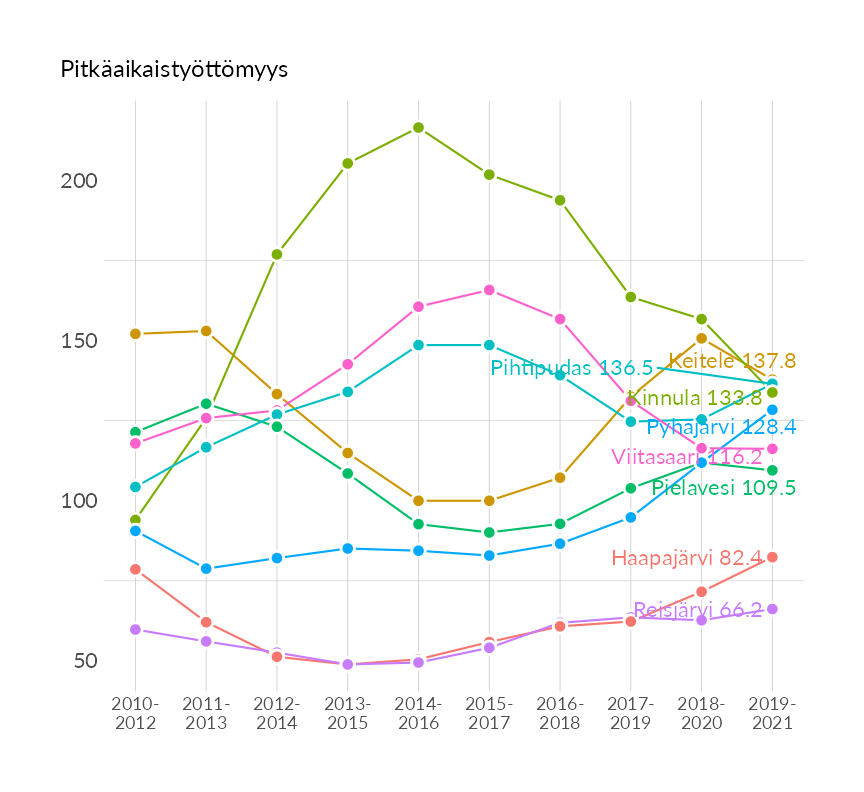 Pitkäaikaistyöttömyys
200
150
100
50
Keitele 137.8
Pihtipudas 136.5
Kinnula 133.8
Pyhäjärvi 128.4
Viitasaari 116.2
Pielavesi 109.5
Haapajärvi 82.4
Reisjärvi 66.2
2010- 2011- 2012- 2013- 2014- 2015- 2016- 2017- 2018- 2019-
2012 2013 2014 2015 2016 2017 2018 2019 2020 2021